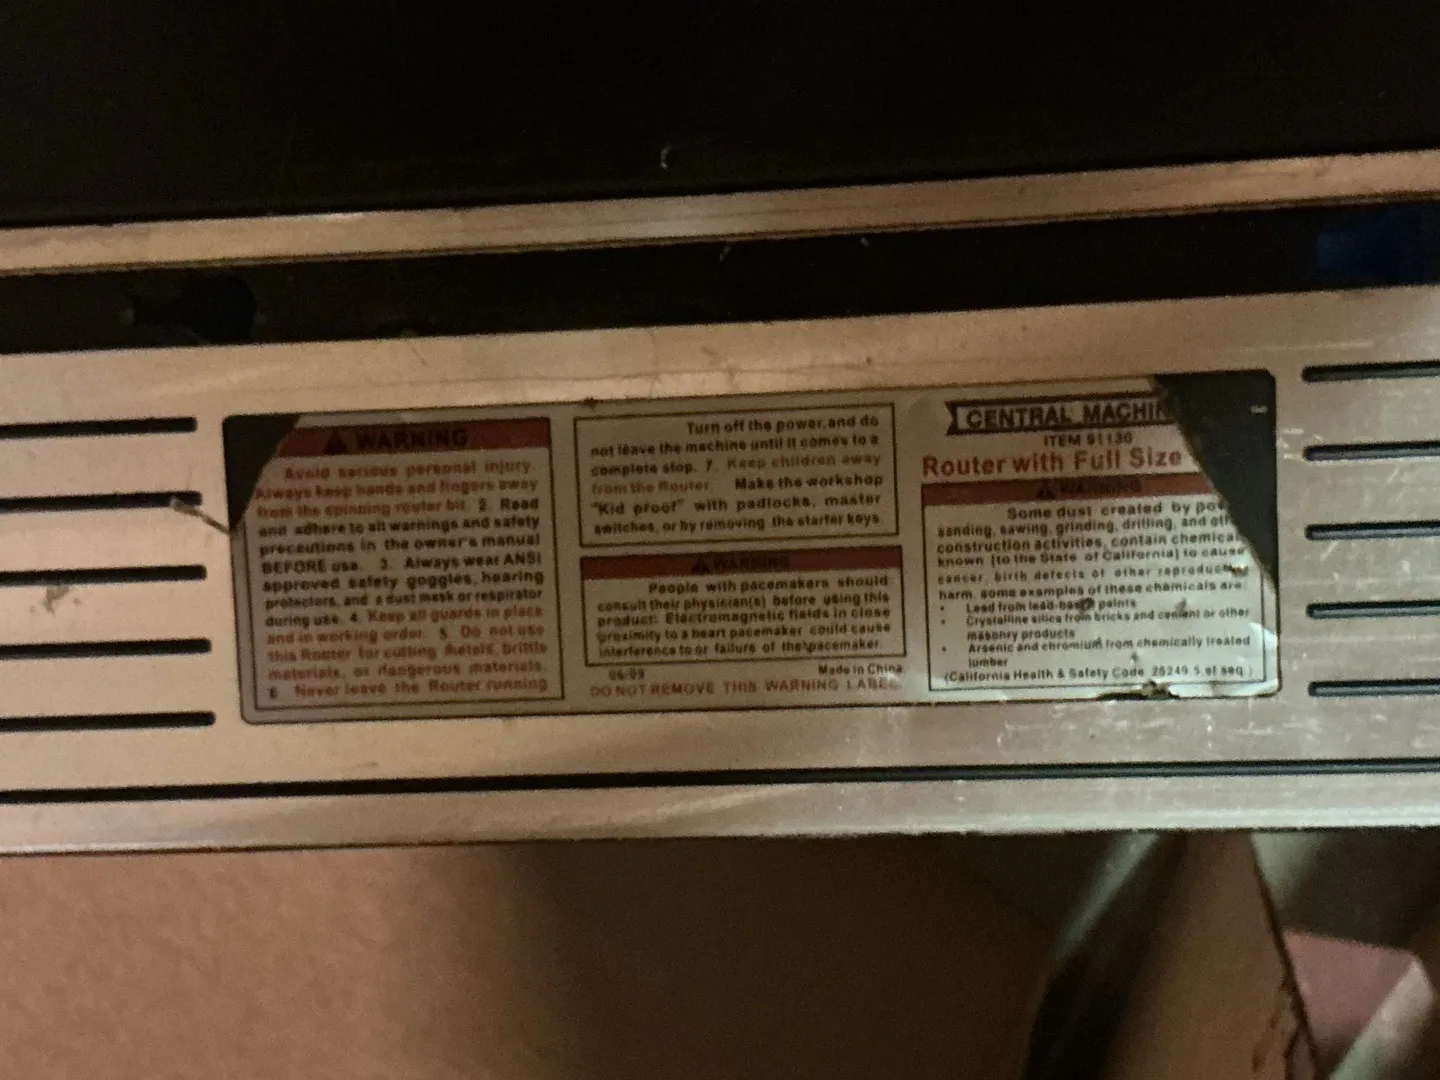 WARNING
Avoid serious personal injury.
Always keep hands and fingers away
from the spinning router bit. 2. Read
and adhere to all warnings and safety
precautions in the owner's manual
BEFORE use. 3. Always wear ANSI
approved safety goggles, hearing
protectors, and a dust mask or respirator
during use. 4. Keep all guards in place
and in working order. 5. Do not use
this Router for cutting metals, brittle
materials, or dangerous materials.
6. Never leave the Router running
Turn off the power, and do
not leave the machine until it comes to a
complete stop. 7. Keep children away
from the Router. Make the workshop
"Kid proof" with padlocks, master
switches, or by removing the starter keys.
WARNING
People with pacemakers should
consult their physician(s) before using this
product. Electromagnetic fields in close
proximity to a heart pacemaker could cause
interference to or failure of the pacemaker.
06/09 Made in China
DO NOT REMOVE THIS WARNING LABEL
CENTRAL MACHIN
ITEM 91130
Router with Full Size
WARNING
Some dust created by pow
sanding, sawing, grinding, drilling, and oth
construction activities, contain chemical
known [to the State of California] to cause
cancer, birth defects of other reproduc
harm. some examples of these chemicals are:
• Lead from lead-based paints
• Crystalline silica from bricks and cement or other
masonry products
• Arsenic and chromium from chemically treated
lumber
(California Health & Safety Code 25249.5, et seq.)